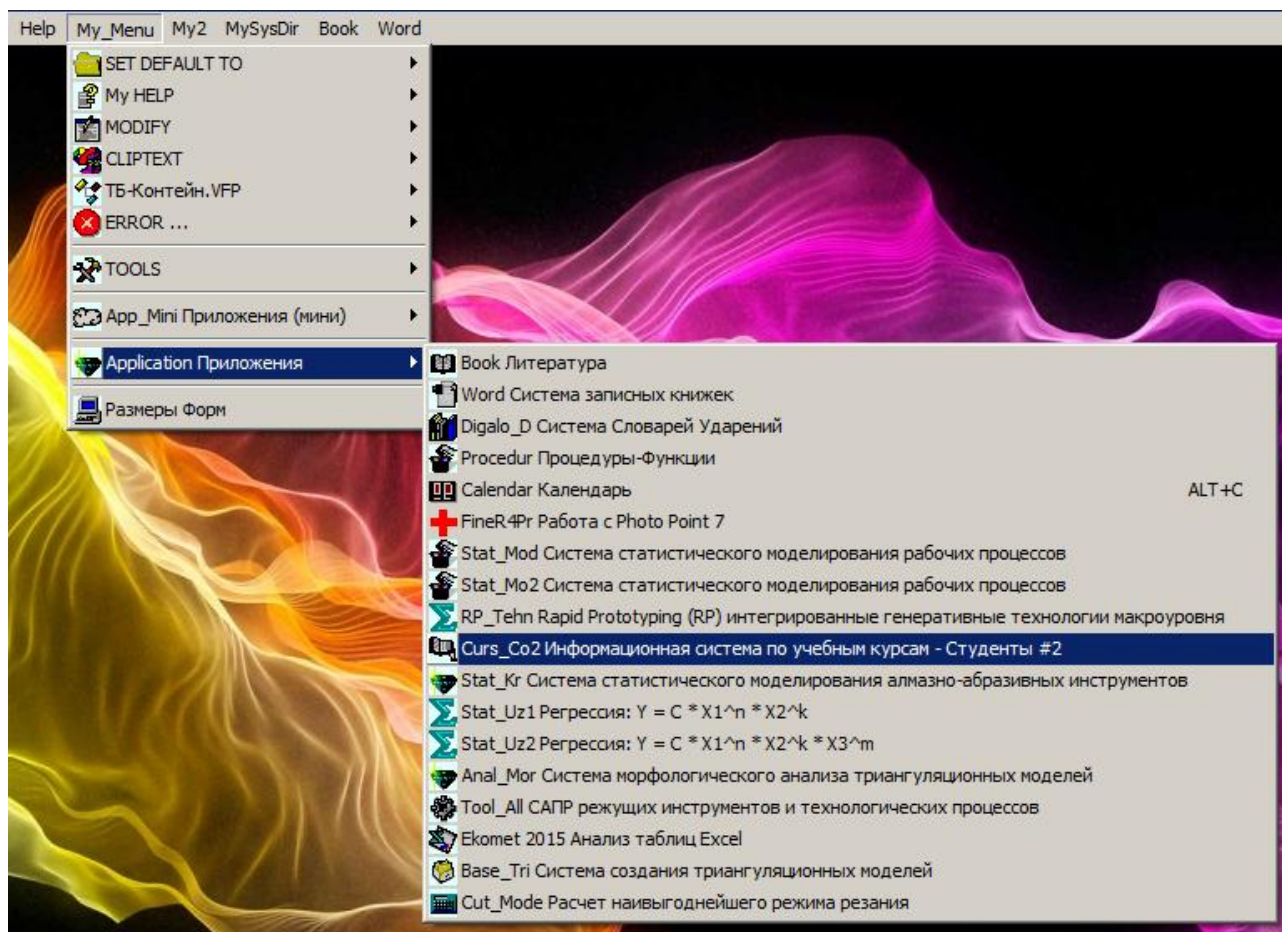 Help My_Menu My2 MySysDir Book Word
SET DEFAULT TO
My HELP
MODIFY
CLIPTEXT
ТБ-Контейн.VFP
ERROR ...
TOOLS
App_Mini Приложения (мини)
Application Приложения
Размеры Форм
Book Литература
Word Система записных книжек
Digalo_D Система Словарей Ударений
Procedur Процедуры-Функции
Calendar Календарь ALT+C
FineR4Pr Работа с Photo Point 7
Stat_Mod Система статистического моделирования рабочих процессов
Stat_Mo2 Система статистического моделирования рабочих процессов
RP_Tehn Rapid Prototyping (RP) интегрированные генеративные технологии макроуровня
Curs_Co2 Информационная система по учебным курсам - Студенты #2
Stat_Kr Система статистического моделирования алмазно-абразивных инструментов
Stat_Uz1 Регрессия: Y = C * X1^n * X2^k
Stat_Uz2 Регрессия: Y = C * X1^n * X2^k * X3^m
Anal_Mor Система морфологического анализа триангуляционных моделей
Tool_All САПР режущих инструментов и технологических процессов
Ekomet 2015 Анализ таблиц Excel
Base_Tri Система создания триангуляционных моделей
Cut_Mode Расчет наивыгоднейшего режима резания